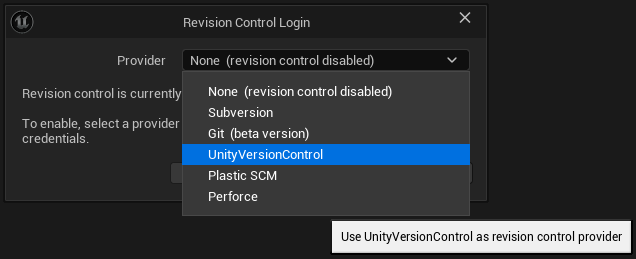 Revision Control Login
Provider
None  (revision control disabled)
Revision control is currently
To enable, select a provider
credentials.
None  (revision control disabled)
Subversion
Git  (beta version)
UnityVersionControl
Plastic SCM
Perforce
Use UnityVersionControl as revision control provider